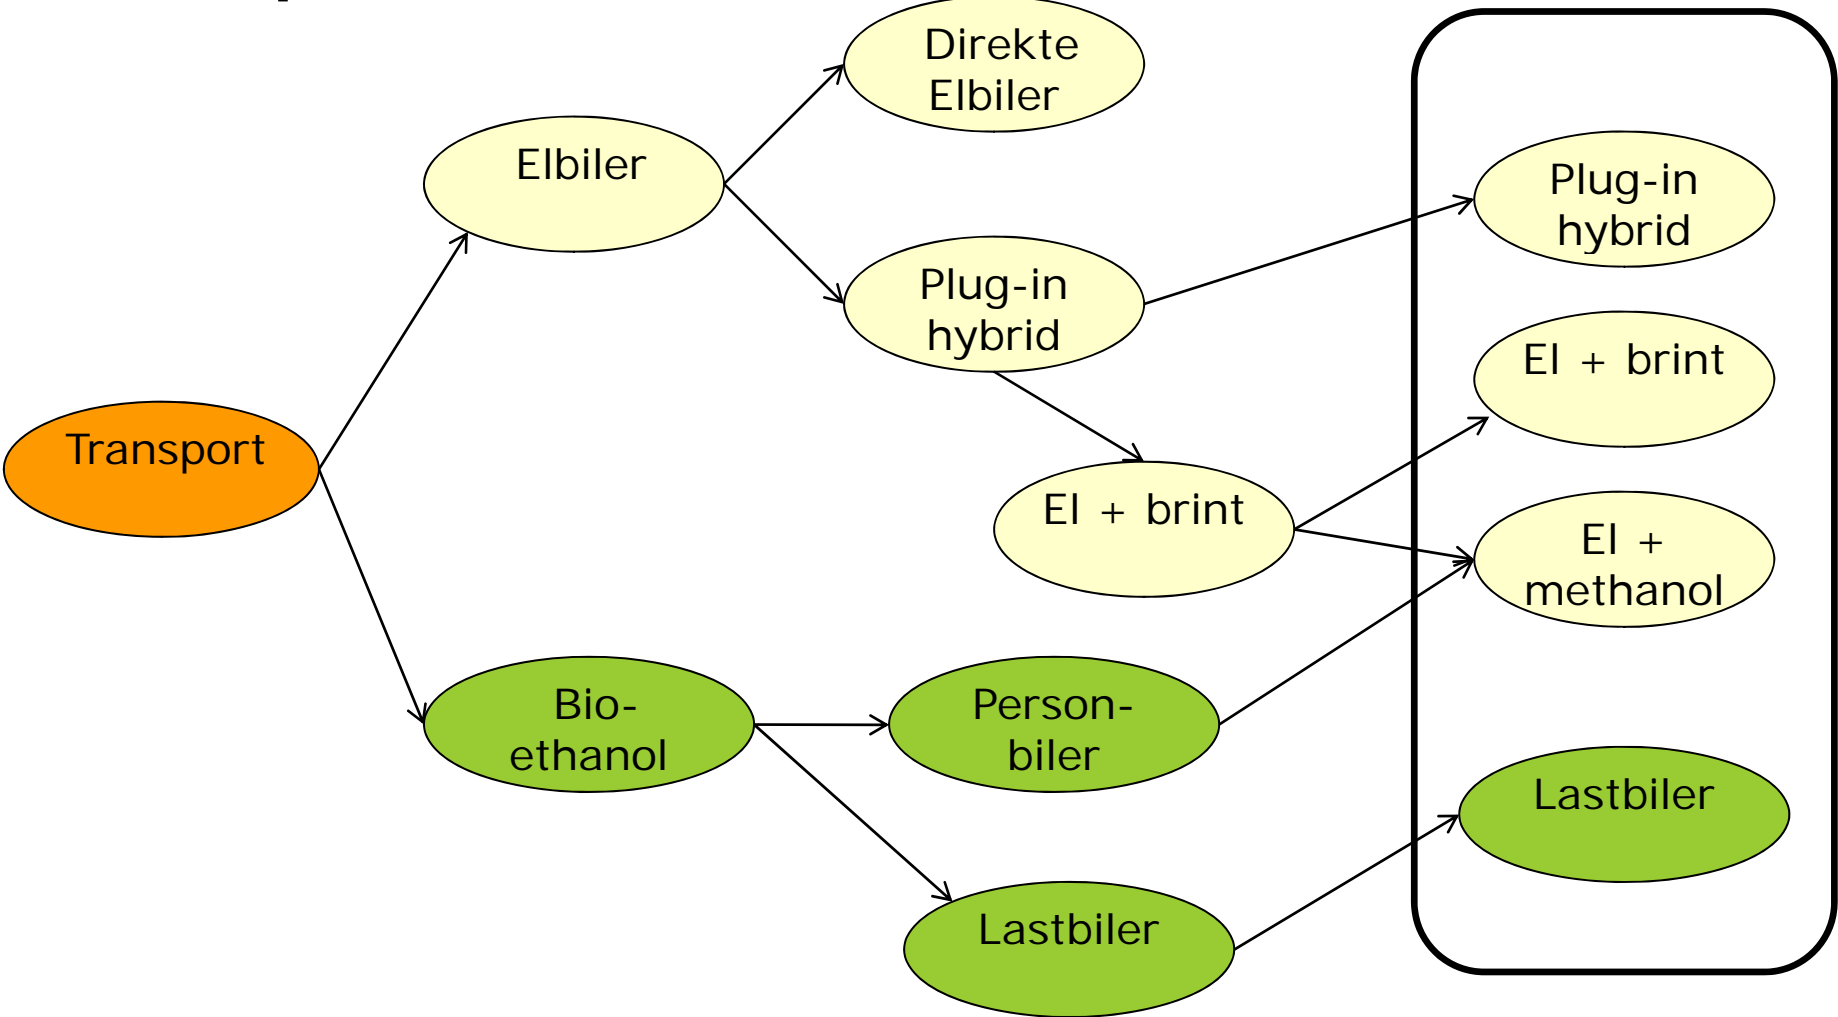 Direkte
Elbiler
Elbiler
Plug-in
hybrid
Plug-in
hybrid
El + brint
Transport
El + brint
El +
methanol
Bio-
ethanol
Person-
biler
Lastbiler
Lastbiler